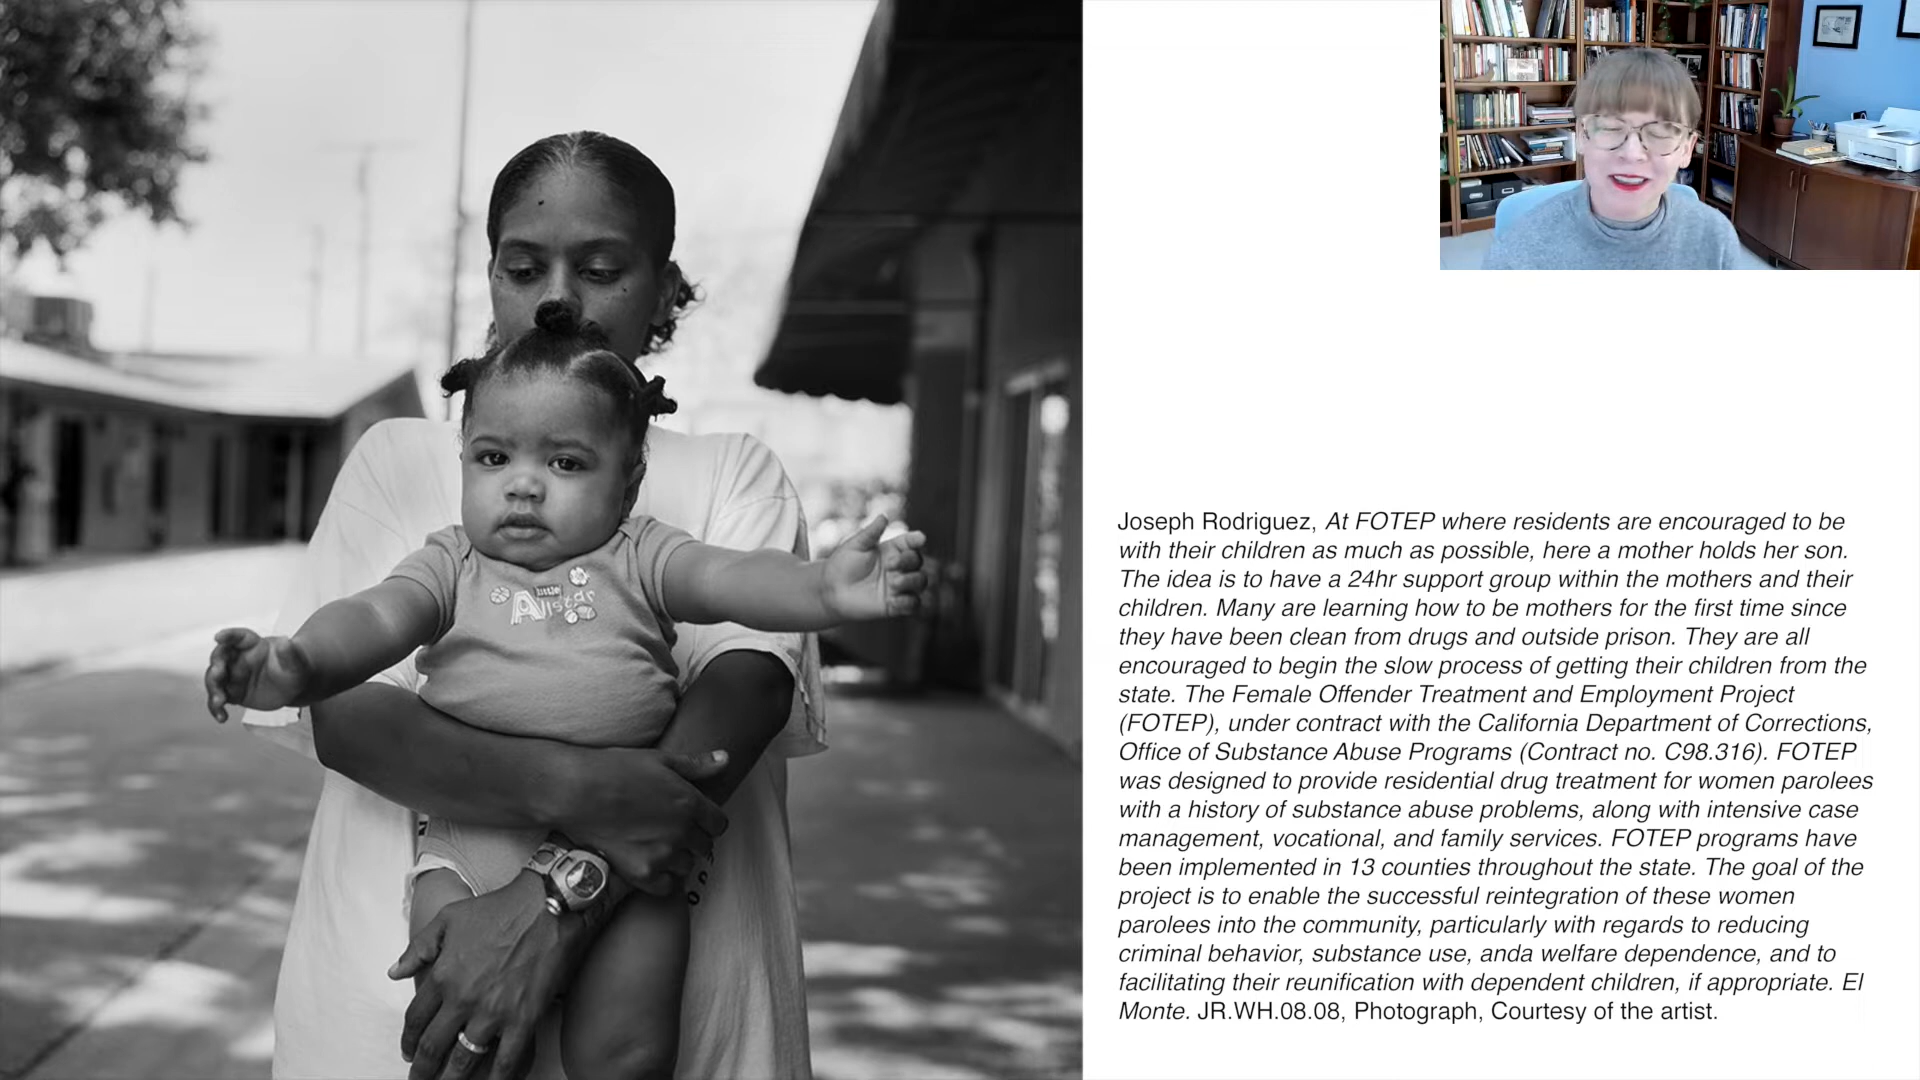 little
Allstar
Joseph Rodriguez, At FOTEP where residents are encouraged to be
with their children as much as possible, here a mother holds her son.
The idea is to have a 24hr support group within the mothers and their
children. Many are learning how to be mothers for the first time since
they have been clean from drugs and outside prison. They are all
encouraged to begin the slow process of getting their children from the
state. The Female Offender Treatment and Employment Project
(FOTEP), under contract with the California Department of Corrections,
Office of Substance Abuse Programs (Contract no. C98.316). FOTEP
was designed to provide residential drug treatment for women parolees
with a history of substance abuse problems, along with intensive case
management, vocational, and family services. FOTEP programs have
been implemented in 13 counties throughout the state. The goal of the
project is to enable the successful reintegration of these women
parolees into the community, particularly with regards to reducing
criminal behavior, substance use, anda welfare dependence, and to
facilitating their reunification with dependent children, if appropriate. El
Monte. JR.WH.08.08, Photograph, Courtesy of the artist.